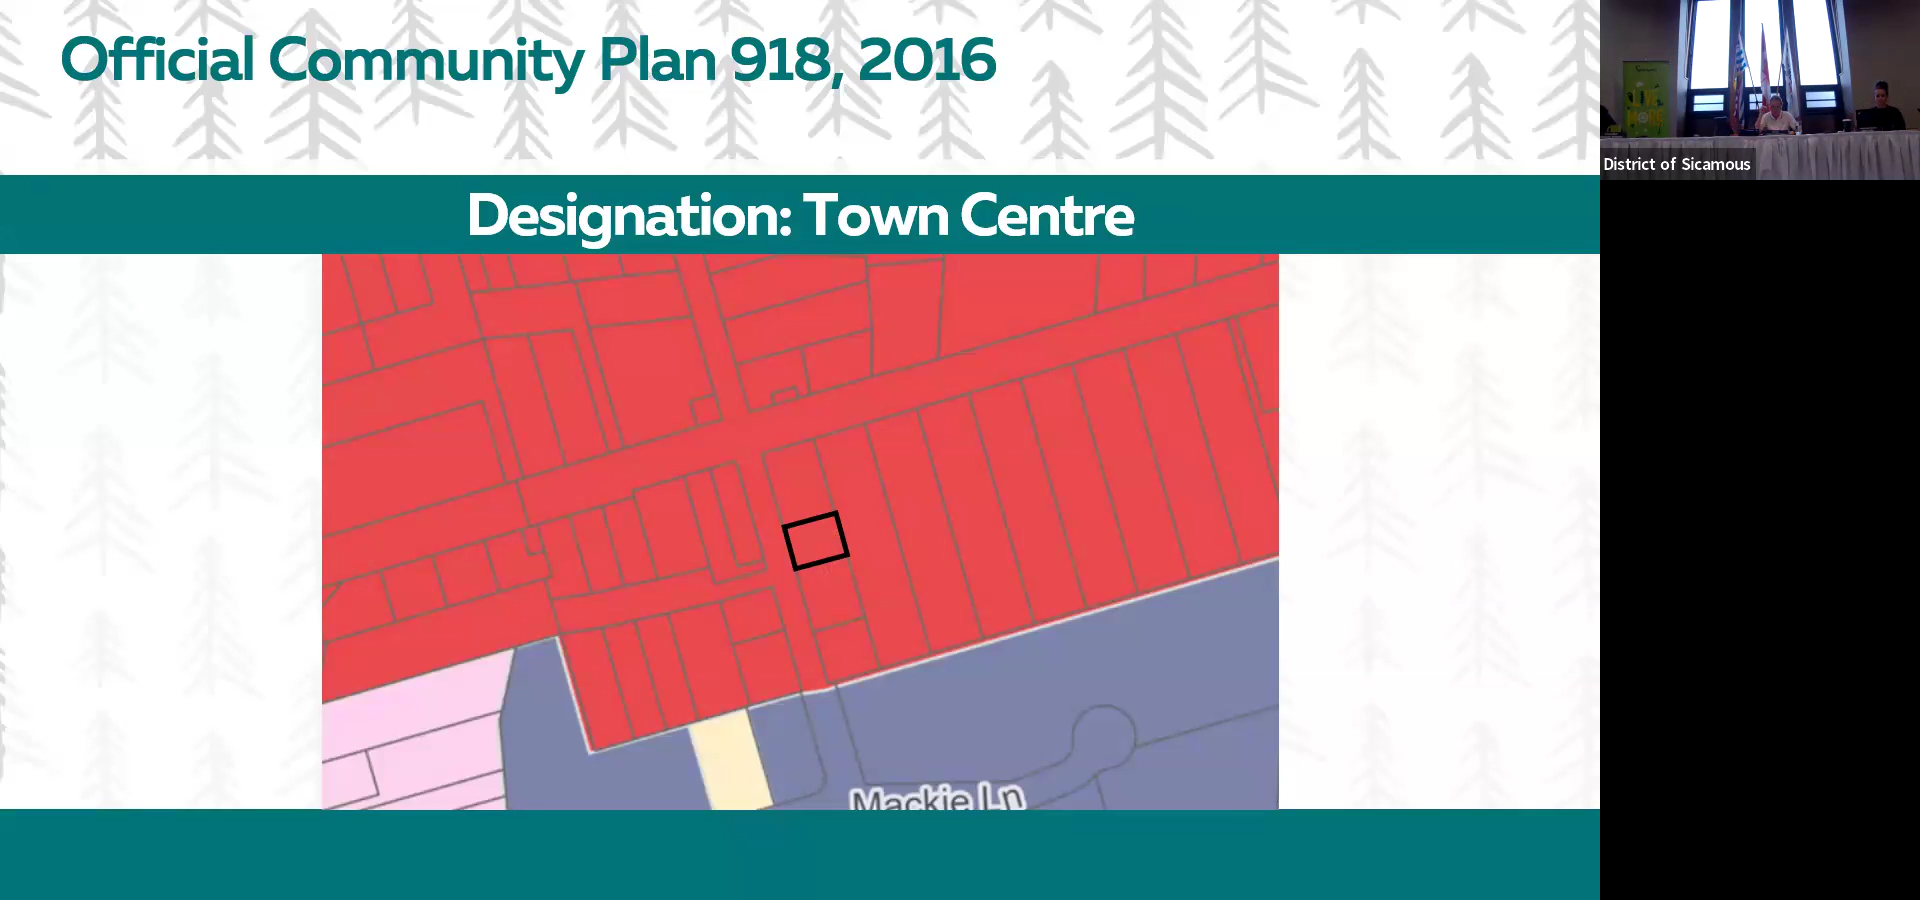 Official Community Plan 918, 2016
Designation: Town Centre
Mackie Ln
District of Sicamous